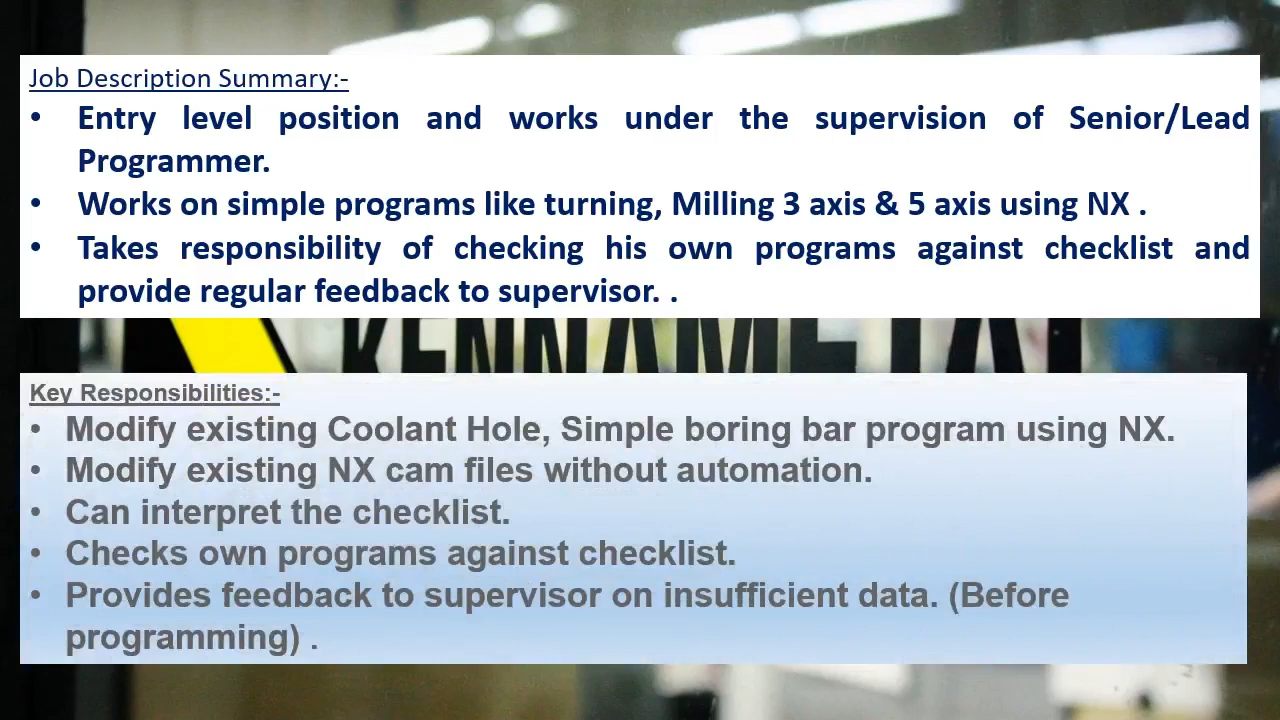 Job Description Summary:-
• Entry level position and works under the supervision of Senior/Lead
Programmer.
• Works on simple programs like turning, Milling 3 axis & 5 axis using NX .
• Takes responsibility of checking his own programs against checklist and
provide regular feedback to supervisor. .
KENNAMETAL
Key Responsibilities:-
• Modify existing Coolant Hole, Simple boring bar program using NX.
• Modify existing NX cam files without automation.
• Can interpret the checklist.
• Checks own programs against checklist.
• Provides feedback to supervisor on insufficient data. (Before
programming) .